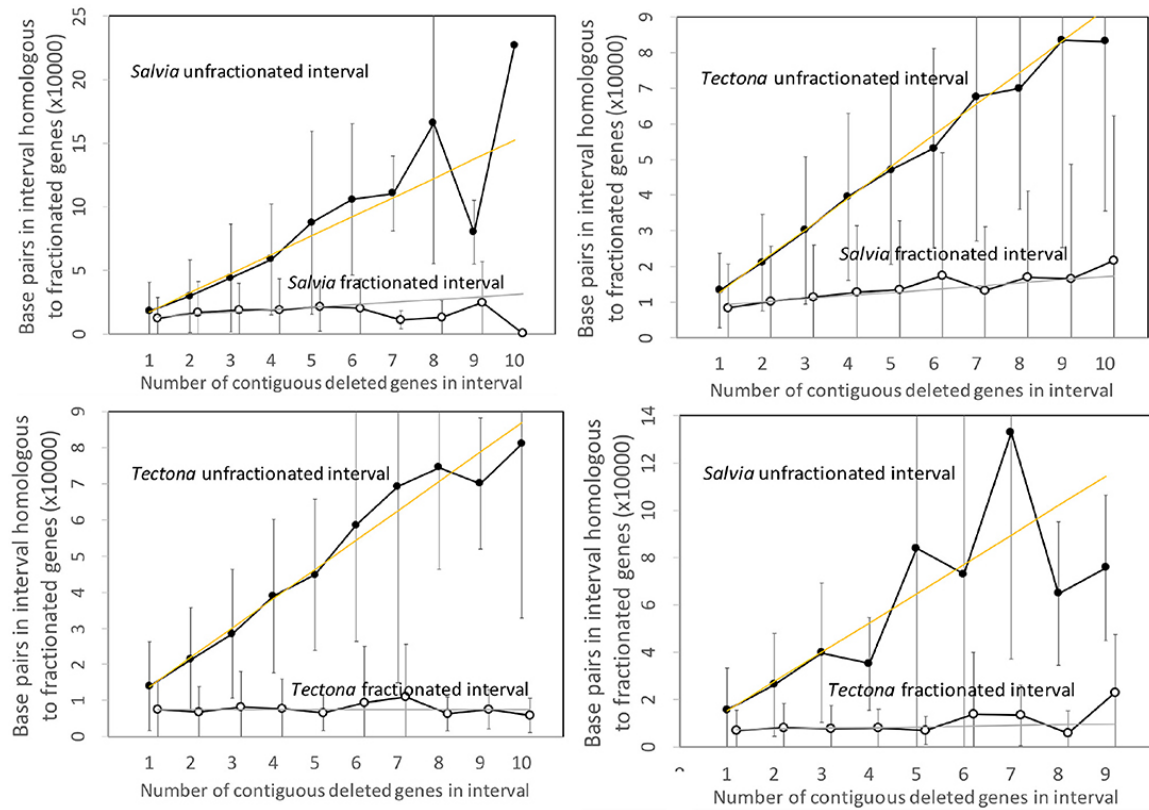 Base pairs in interval homologous
to fractionated genes (x10000)
25
20
15
10
5
0
Salvia unfractionated interval
Salvia fractionated interval
1 2 3 4 5 6 7 8 9 10
Number of contiguous deleted genes in interval
Base pairs in interval homologous
to fractionated genes (x10000)
9
8
7
6
5
4
3
2
1
0
Tectona unfractionated interval
Salvia fractionated interval
1 2 3 4 5 6 7 8 9 10
Number of contiguous deleted genes in interval
Base pairs in interval homologous
to fractionated genes (x10000)
9
8
7
6
5
4
3
2
1
0
Tectona unfractionated interval
Tectona fractionated interval
1 2 3 4 5 6 7 8 9 10
Number of contiguous deleted genes in interval
Base pairs in interval homologous
to fractionated genes (x10000)
14
12
10
8
6
4
2
0
Salvia unfractionated interval
Tectona fractionated interval
1 2 3 4 5 6 7 8 9
Number of contiguous deleted genes in interval